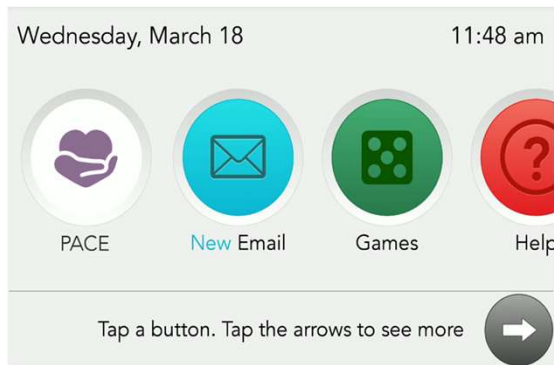 Wednesday, March 18
11:48 am
PACE
New Email
Games
Help
?
Tap a button. Tap the arrows to see more